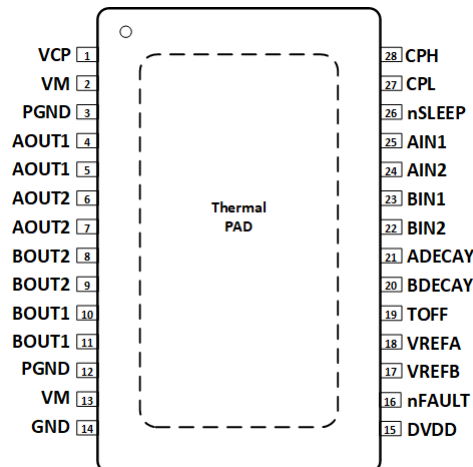 VCP 1
VM 2
PGND 3
AOUT1 4
AOUT1 5
AOUT2 6
AOUT2 7
BOUT2 8
BOUT2 9
BOUT1 10
BOUT1 11
PGND 12
VM 13
GND 14
Thermal
PAD
28 CPH
27 CPL
26 nSLEEP
25 AIN1
24 AIN2
23 BIN1
22 BIN2
21 ADECAY
20 BDECAY
19 TOFF
18 VREFA
17 VREFB
16 nFAULT
15 DVDD